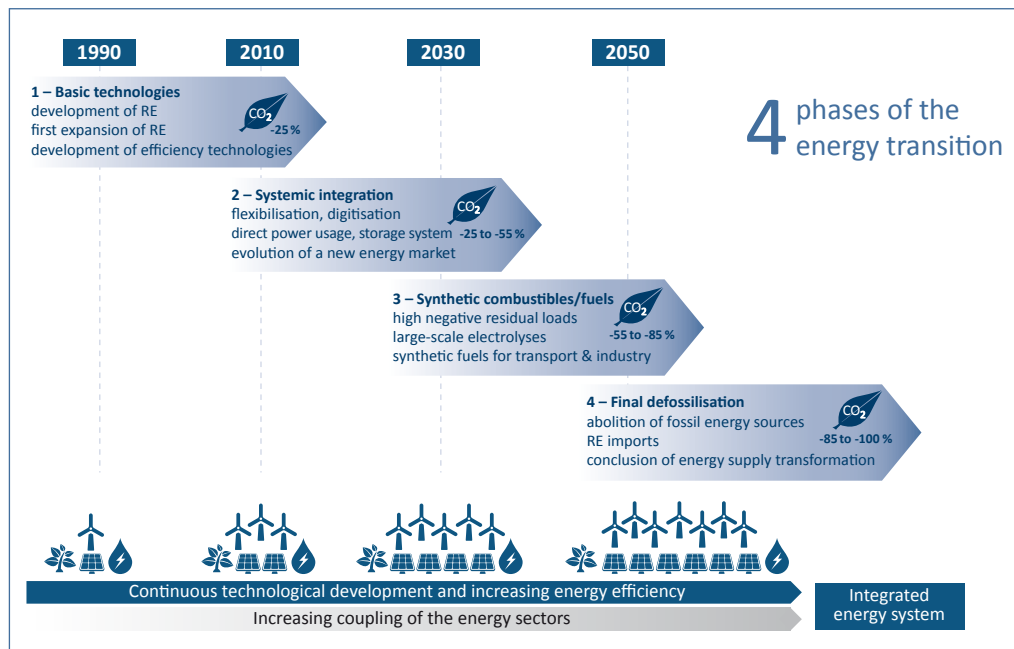 1990
2010
2030
2050
4 phases of the
energy transition
1 – Basic technologies
development of RE
first expansion of RE
development of efficiency technologies
CO2
-25 %
2 – Systemic integration
flexibilisation, digitisation
direct power usage, storage system
evolution of a new energy market
CO2
-25 to -55 %
3 – Synthetic combustibles/fuels
high negative residual loads
large-scale electrolyses
synthetic fuels for transport & industry
CO2
-55 to -85 %
4 – Final defossilisation
abolition of fossil energy sources
RE imports
conclusion of energy supply transformation
CO2
-85 to -100 %
Continuous technological development and increasing energy efficiency
Increasing coupling of the energy sectors
Integrated
energy system